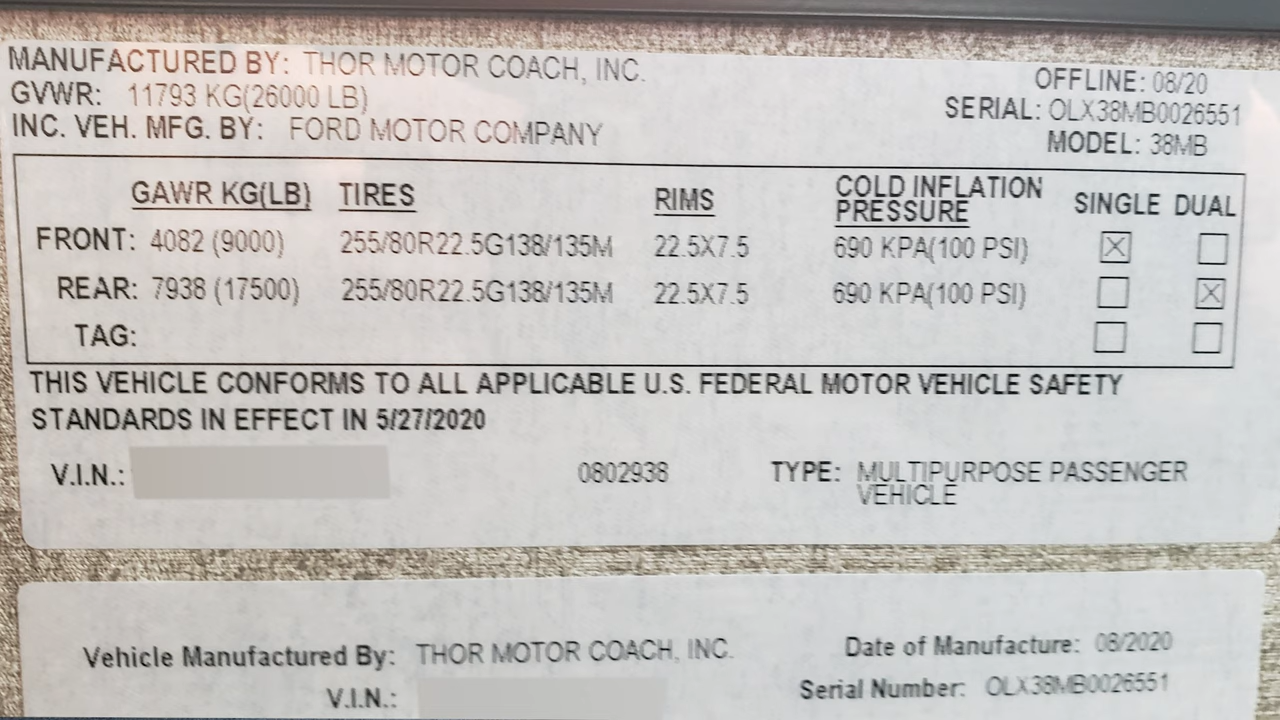 MANUFACTURED BY: THOR MOTOR COACH, INC.
OFFLINE: 08/20
GVWR: 11793 KG(26000 LB)
SERIAL: OLX38MB0026551
INC. VEH. MFG. BY: FORD MOTOR COMPANY
MODEL: 38MB
GAWR KG(LB) TIRES RIMS COLD INFLATION PRESSURE SINGLE DUAL
FRONT: 4082 (9000) 255/80R22.5G138/135M 22.5X7.5 690 KPA(100 PSI)
REAR: 7938 (17500) 255/80R22.5G138/135M 22.5X7.5 690 KPA(100 PSI)
TAG:
THIS VEHICLE CONFORMS TO ALL APPLICABLE U.S. FEDERAL MOTOR VEHICLE SAFETY
STANDARDS IN EFFECT IN 5/27/2020
V.I.N.: 0802938 TYPE: MULTIPURPOSE PASSENGER
VEHICLE
Vehicle Manufactured By: THOR MOTOR COACH, INC. Date of Manufacture: 08/2020
V.I.N.: Serial Number: OLX38MB0026551